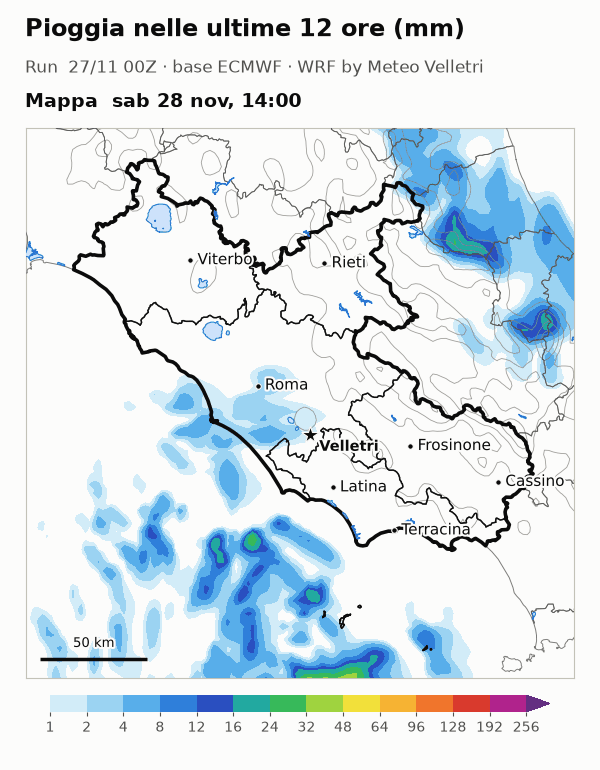 Pioggia nelle ultime 12 ore (mm)
Run  27/11 00Z · base ECMWF · WRF by Meteo Velletri
Mappa  sab 28 nov, 14:00
Viterbo
Rieti
Roma
Velletri
Frosinone
Latina
Cassino
Terracina
50 km
1 2 4 8 12 16 24 32 48 64 96 128 192 256